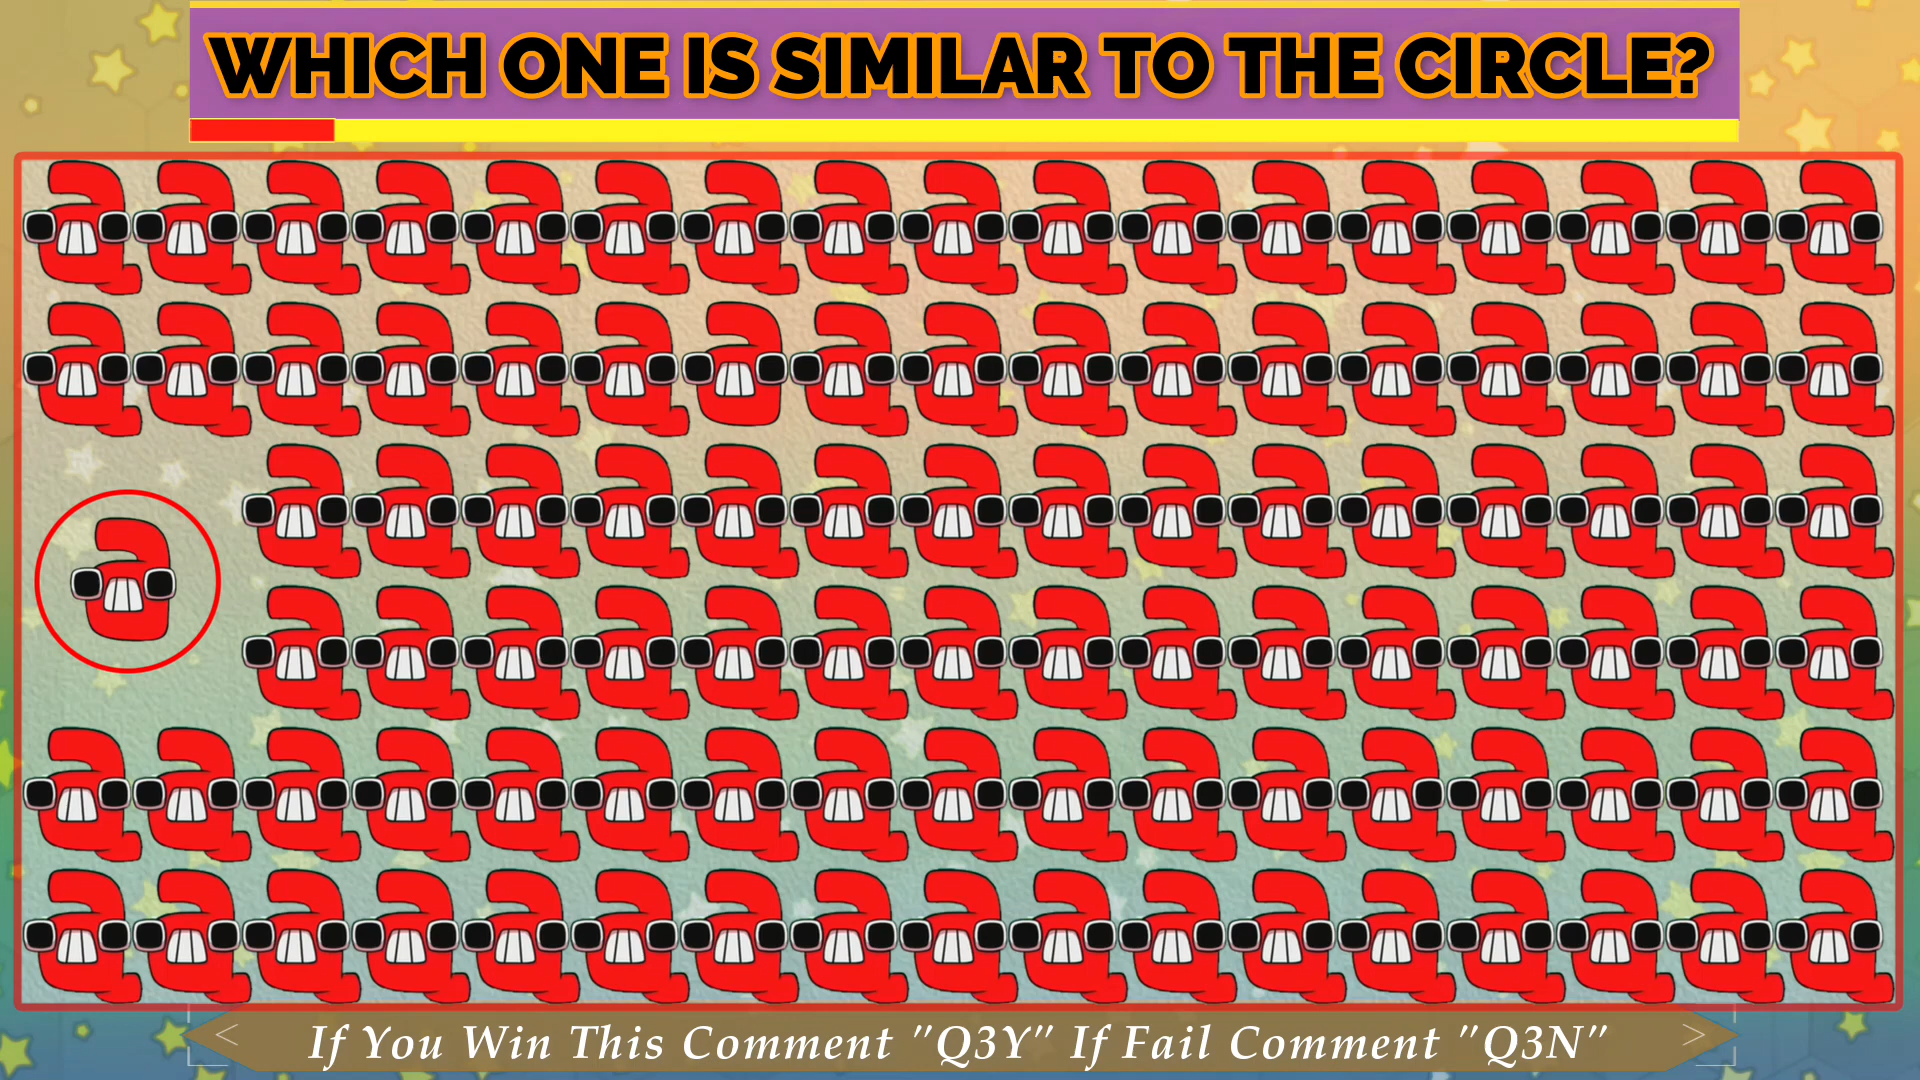 WHICH ONE IS SIMILAR TO THE CIRCLE?
< If You Win This Comment "Q3Y" If Fail Comment "Q3N" >